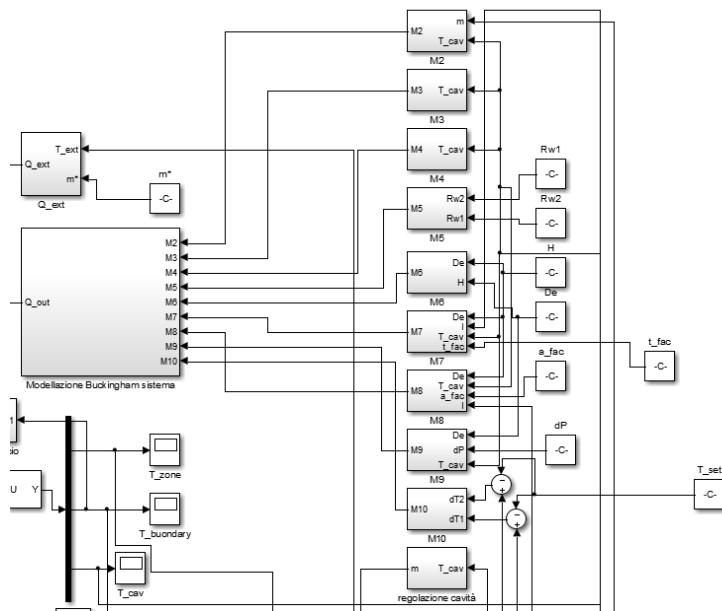 M2
m
T_cav
M2
M3
T_cav
M3
M4
T_cav
M4
Q_ext
T_ext
m*
Q_ext
m*
-C-
Rw1
-C-
Rw2
-C-
M5
Rw2
Rw1
M5
H
-C-
De
-C-
M6
De
H
M6
Q_out
M2
M3
M4
M5
M6
M7
M8
M9
M10
Modellazione Buckingham sistema
M7
De
I
T_cav
t_fac
M7
t_fac
-C-
a_fac
-C-
M8
De
T_cav
a_fac
I
M8
dP
-C-
M9
De
dP
T_cav
M9
T_set
-C-
M10
dT2
dT1
M10
1
cio
U
Y
T_zone
T_buondary
T_cav
m
T_cav
regolazione cavità